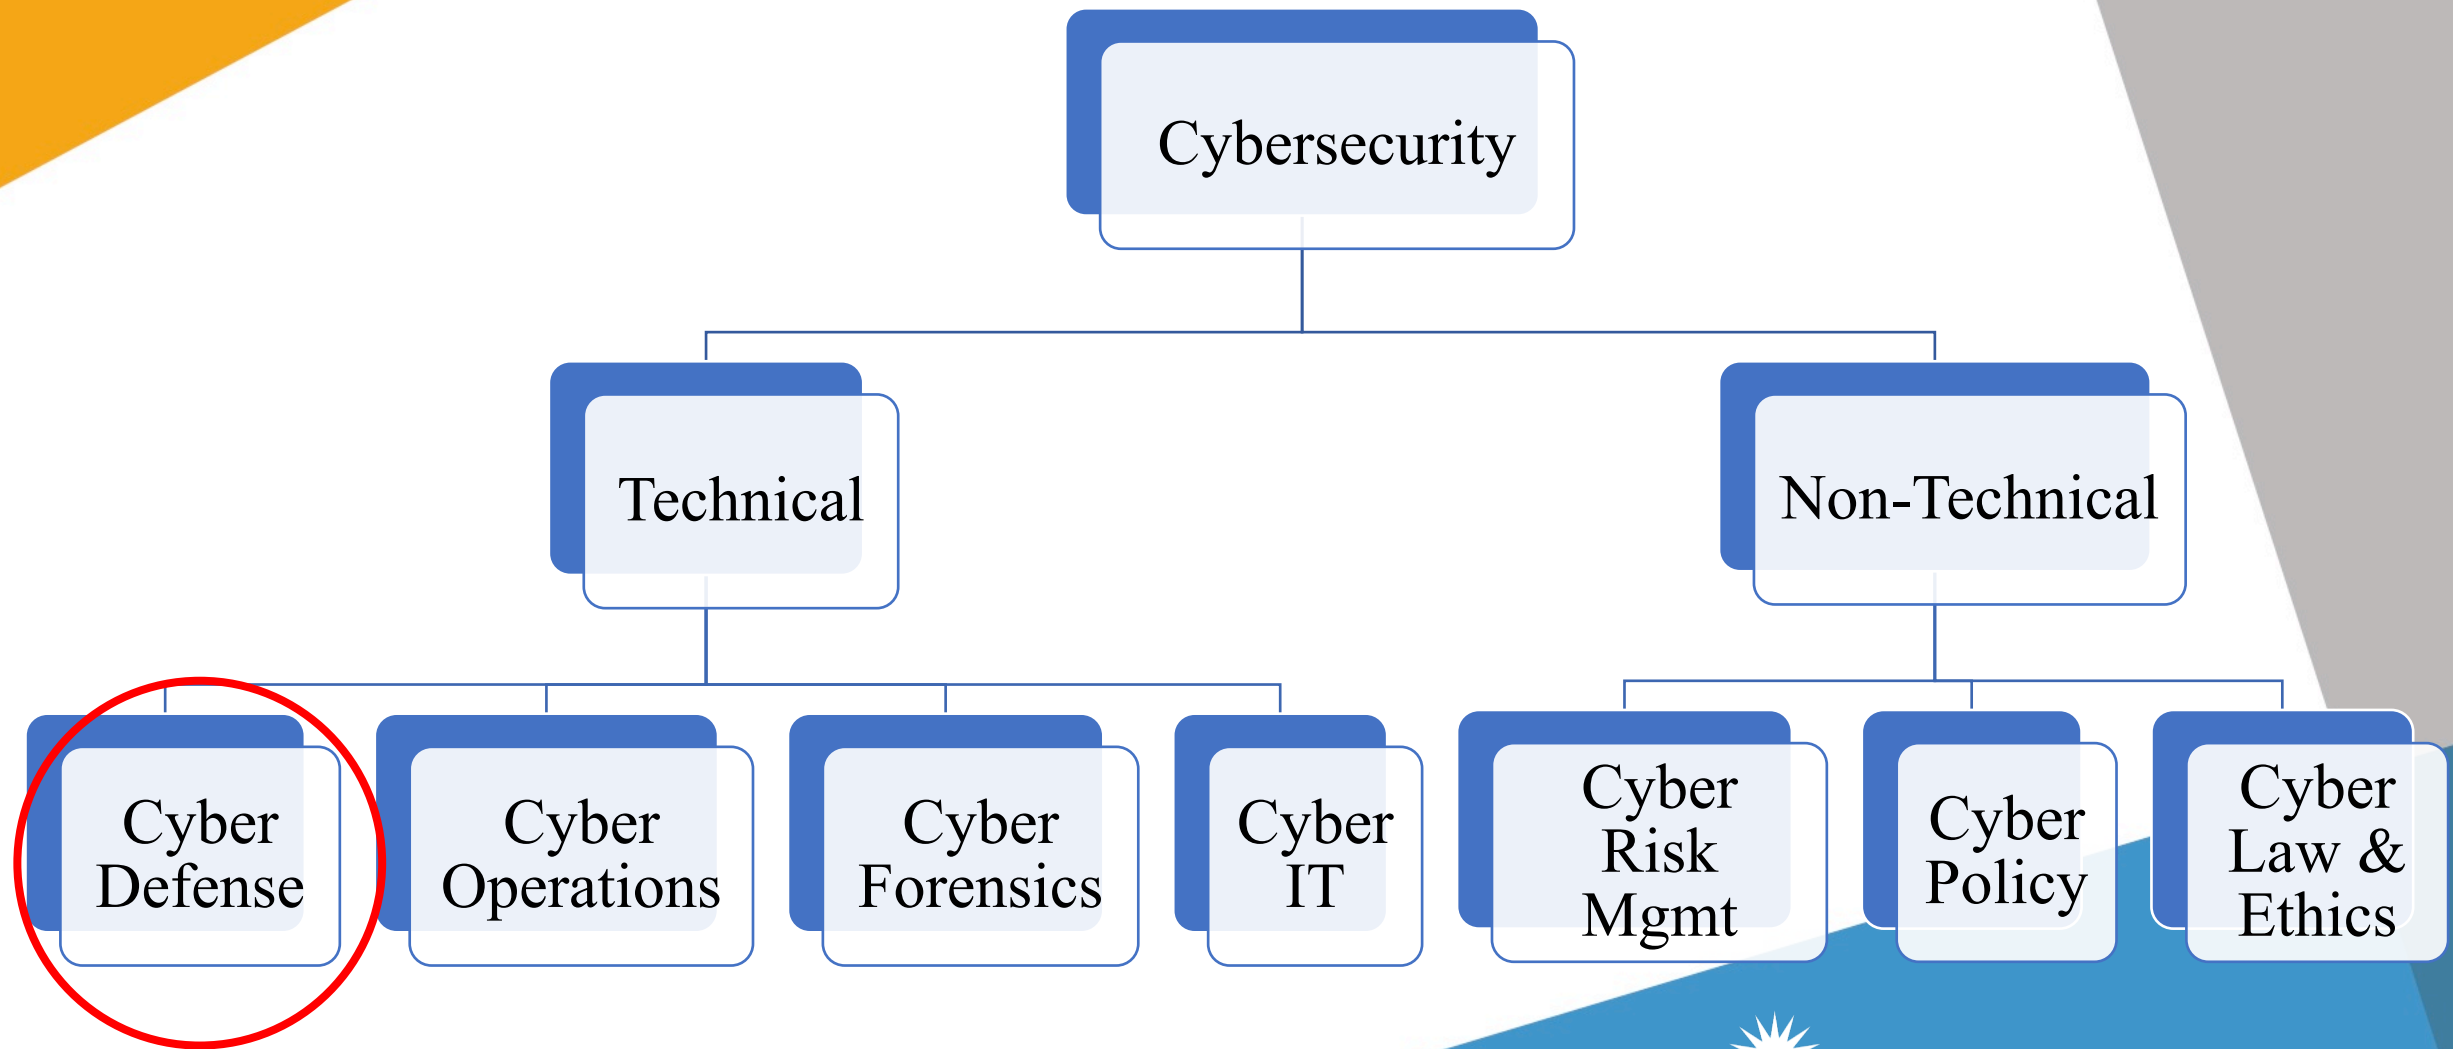 Cybersecurity
Technical
Non-Technical
Cyber
Defense
Cyber
Operations
Cyber
Forensics
Cyber
IT
Cyber
Risk
Mgmt
Cyber
Policy
Cyber
Law &
Ethics